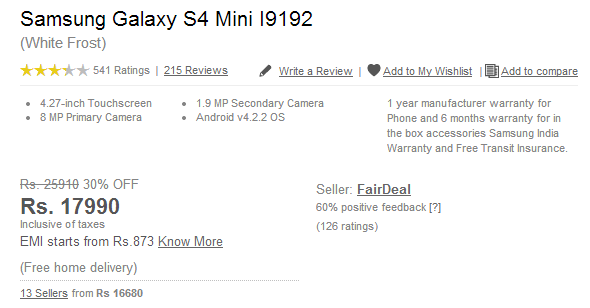 Samsung Galaxy S4 Mini I9192
(White Frost)
541 Ratings | 215 Reviews
Write a Review | Add to My Wishlist | Add to compare
• 4.27-inch Touchscreen
• 8 MP Primary Camera
• 1.9 MP Secondary Camera
• Android v4.2.2 OS
1 year manufacturer warranty for
Phone and 6 months warranty for in
the box accessories Samsung India
Warranty and Free Transit Insurance.
Rs. 25910 30% OFF
Rs. 17990
Inclusive of taxes
EMI starts from Rs.873 Know More
(Free home delivery)
13 Sellers from Rs 16680
Seller: FairDeal
60% positive feedback [?]
(126 ratings)